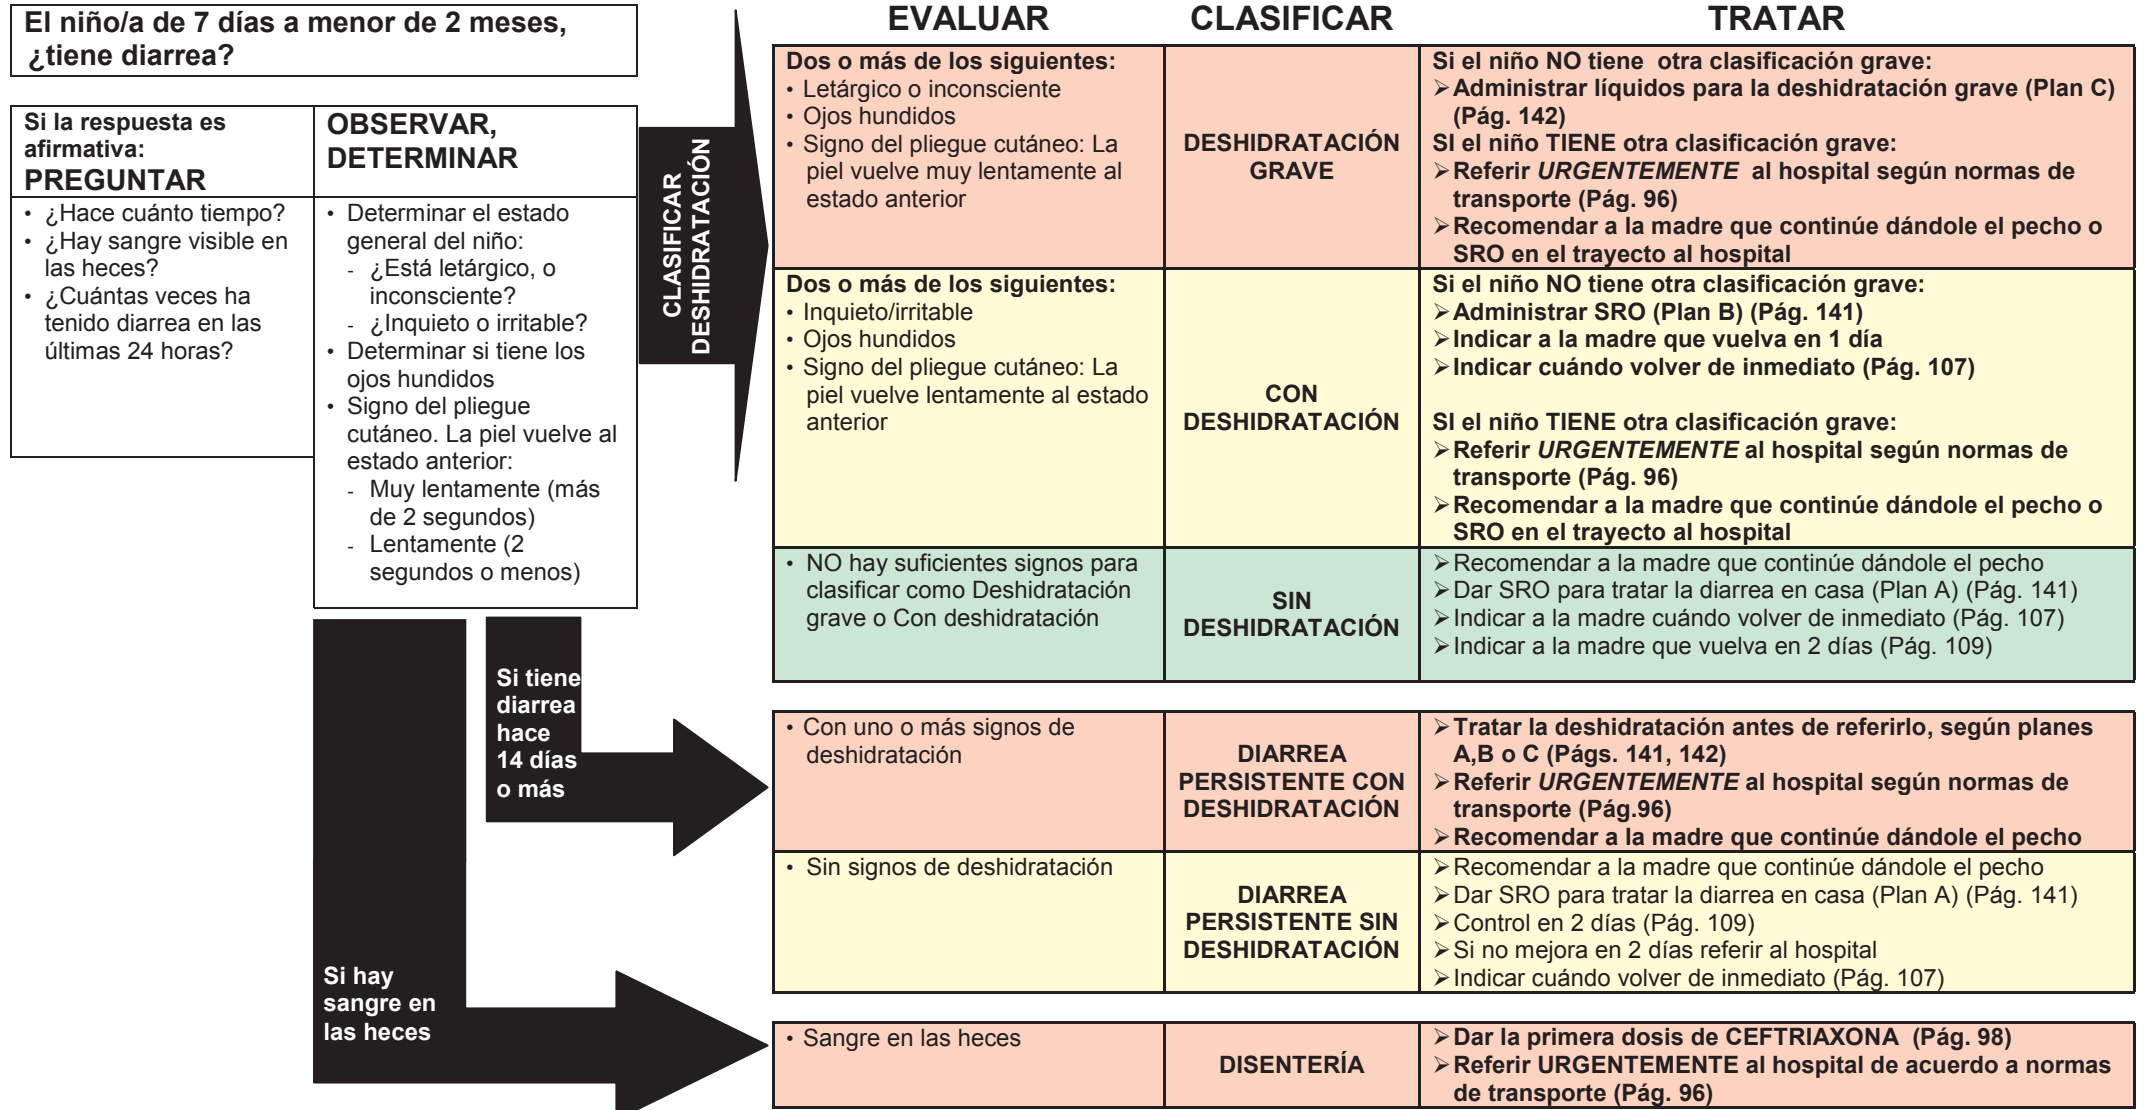 El niño/a de 7 días a menor de 2 meses,
¿tiene diarrea?
Si la respuesta es
afirmativa:
PREGUNTAR
• ¿Hace cuánto tiempo?
• ¿Hay sangre visible en
las heces?
• ¿Cuántas veces ha
tenido diarrea en las
últimas 24 horas?
OBSERVAR,
DETERMINAR
• Determinar el estado
general del niño:
- ¿Está letárgico, o
inconsciente?
- ¿Inquieto o irritable?
• Determinar si tiene los
ojos hundidos
• Signo del pliegue
cutáneo. La piel vuelve al
estado anterior:
- Muy lentamente (más
de 2 segundos)
- Lentamente (2
segundos o menos)
CLASIFICAR
DESHIDRATACIÓN
EVALUAR
CLASIFICAR
TRATAR
Dos o más de los siguientes:
• Letárgico o inconsciente
• Ojos hundidos
• Signo del pliegue cutáneo: La
piel vuelve muy lentamente al
estado anterior
DESHIDRATACIÓN
GRAVE
Si el niño NO tiene otra clasificación grave:
➢Administrar líquidos para la deshidratación grave (Plan C)
(Pág. 142)
SI el niño TIENE otra clasificación grave:
➢Referir URGENTEMENTE al hospital según normas de
transporte (Pág. 96)
➢Recomendar a la madre que continúe dándole el pecho o
SRO en el trayecto al hospital
Dos o más de los siguientes:
• Inquieto/irritable
• Ojos hundidos
• Signo del pliegue cutáneo: La
piel vuelve lentamente al estado
anterior
CON
DESHIDRATACIÓN
Si el niño NO tiene otra clasificación grave:
➢Administrar SRO (Plan B) (Pág. 141)
➢Indicar a la madre que vuelva en 1 día
➢Indicar cuándo volver de inmediato (Pág. 107)
SI el niño TIENE otra clasificación grave:
➢Referir URGENTEMENTE al hospital según normas de
transporte (Pág. 96)
➢Recomendar a la madre que continúe dándole el pecho o
SRO en el trayecto al hospital
• NO hay suficientes signos para
clasificar como Deshidratación
grave o Con deshidratación
SIN
DESHIDRATACIÓN
➢Recomendar a la madre que continúe dándole el pecho
➢Dar SRO para tratar la diarrea en casa (Plan A) (Pág. 141)
➢Indicar a la madre cuándo volver de inmediato (Pág. 107)
➢Indicar a la madre que vuelva en 2 días (Pág. 109)
Si tiene
diarrea
hace
14 días
o más
• Con uno o más signos de
deshidratación
DIARREA
PERSISTENTE CON
DESHIDRATACIÓN
➢Tratar la deshidratación antes de referirlo, según planes
A,B o C (Págs. 141, 142)
➢Referir URGENTEMENTE al hospital según normas de
transporte (Pág.96)
➢Recomendar a la madre que continúe dándole el pecho
• Sin signos de deshidratación
DIARREA
PERSISTENTE SIN
DESHIDRATACIÓN
➢Recomendar a la madre que continúe dándole el pecho
➢Dar SRO para tratar la diarrea en casa (Plan A) (Pág. 141)
➢Control en 2 días (Pág. 109)
➢Si no mejora en 2 días referir al hospital
➢Indicar cuándo volver de inmediato (Pág. 107)
Si hay
sangre en
las heces
• Sangre en las heces
DISENTERÍA
➢Dar la primera dosis de CEFTRIAXONA (Pág. 98)
➢Referir URGENTEMENTE al hospital de acuerdo a normas
de transporte (Pág. 96)